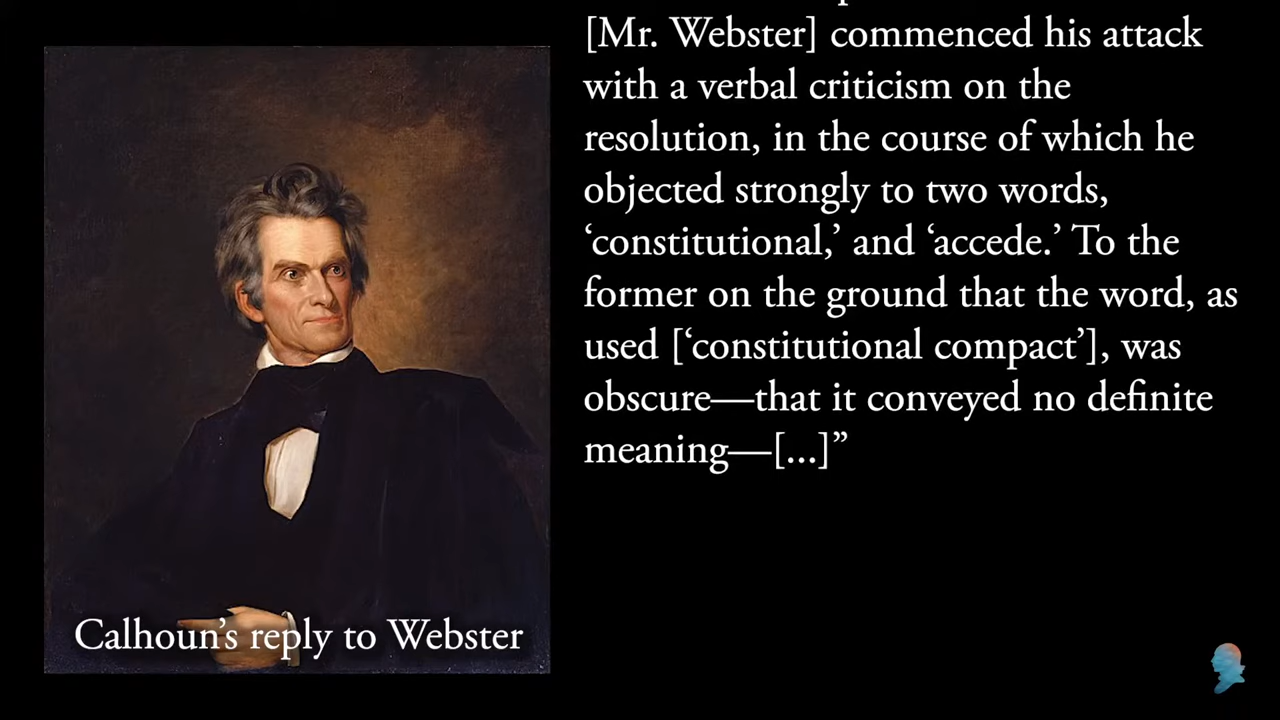 [Mr. Webster] commenced his attack
with a verbal criticism on the
resolution, in the course of which he
objected strongly to two words,
‘constitutional,’ and ‘accede.’ To the
former on the ground that the word, as
used [‘constitutional compact’], was
obscure—that it conveyed no definite
meaning—[...]”
Calhoun’s reply to Webster